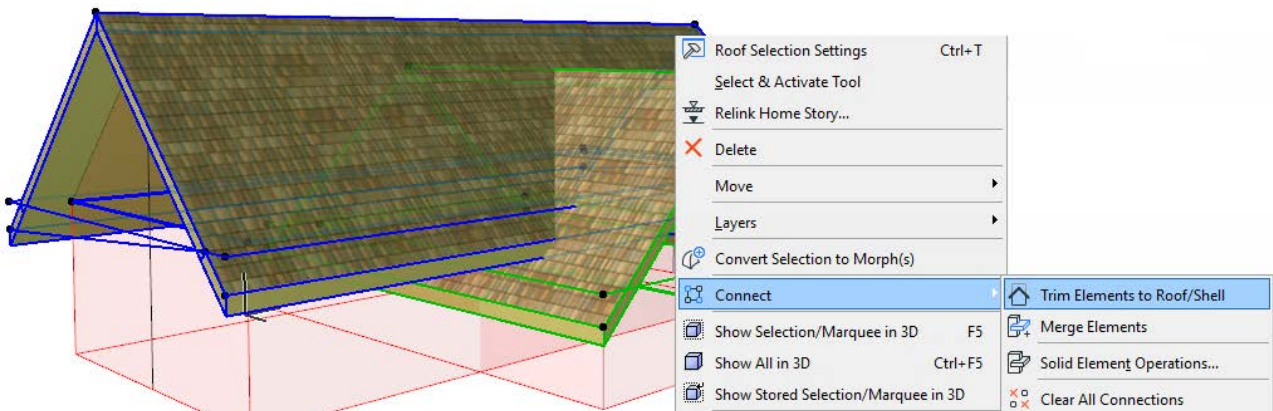 Roof Selection Settings Ctrl+T
Select & Activate Tool
Relink Home Story...
Delete
Move
Layers
Convert Selection to Morph(s)
Connect
Show Selection/Marquee in 3D F5
Show All in 3D Ctrl+F5
Show Stored Selection/Marquee in 3D
Trim Elements to Roof/Shell
Merge Elements
Solid Element Operations...
Clear All Connections